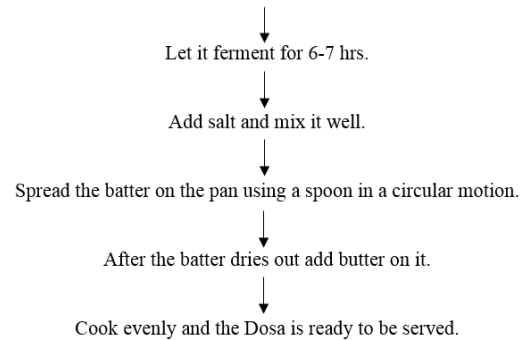 Let it ferment for 6-7 hrs.
Add salt and mix it well.
Spread the batter on the pan using a spoon in a circular motion.
After the batter dries out add butter on it.
Cook evenly and the Dosa is ready to be served.